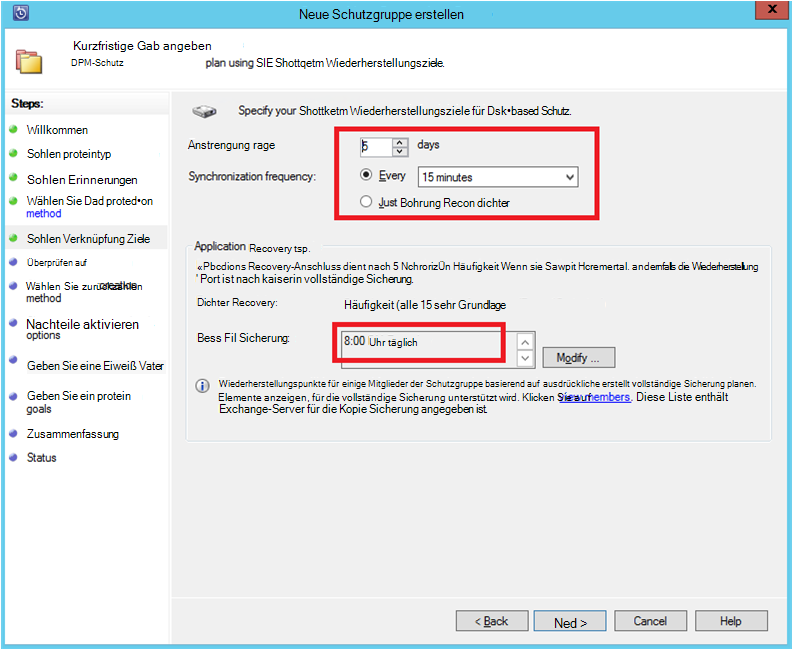 Neue Schutzgruppe erstellen
X
Kurzfristige Gab angeben
DPM-Schutz plan using SIE Shottqetm Wiederherstellungsziele.
Steps:
Willkommen
Sohlen proteintyp
Sohlen Erinnerungen
Wählen Sie Dad proted•on
method
Sohlen Verknüpfung Ziele
Überprüfen auf
Wählen Sie zurückzahlen
creation
method
Nachteile aktivieren
options
Geben Sie eine Eiweiß Vater
Geben Sie ein protein
goals
Zusammenfassung
Status
Specify your Shottketm Wiederherstellungsziele für Dsk•based Schutz.
Anstrengung rage 5 days
Synchronization frequency: Every 15 minutes
Just Bohrung Recon dichter
Application Recovery tsp.
«Pbcdions Recovery-Anschluss dient nach 5 NchrorizÜn Häufigkeit Wenn sie Sawpit Hcremertal. andemfalls die Wiederherstellung
' Port ist nach kaiserin vollständige Sicherung.
Dichter Recovery: Häufigkeit (alle 15 sehr Grundlage
Bess Fil Sicherung: 8:00 Uhr täglich
Modify ...
Wiederherstellungspunkte für einige Mitglieder der Schutzgruppe basierend auf ausdrückliche erstellt vollständige Sicherung planen.
Elemente anzeigen, für die vollständige Sicherung unterstützt wird. Klicken Sie auf View members. Diese Liste enthält
Exchange-Server für die Kopie Sicherung angegeben ist.
< Back Ned > Cancel Help